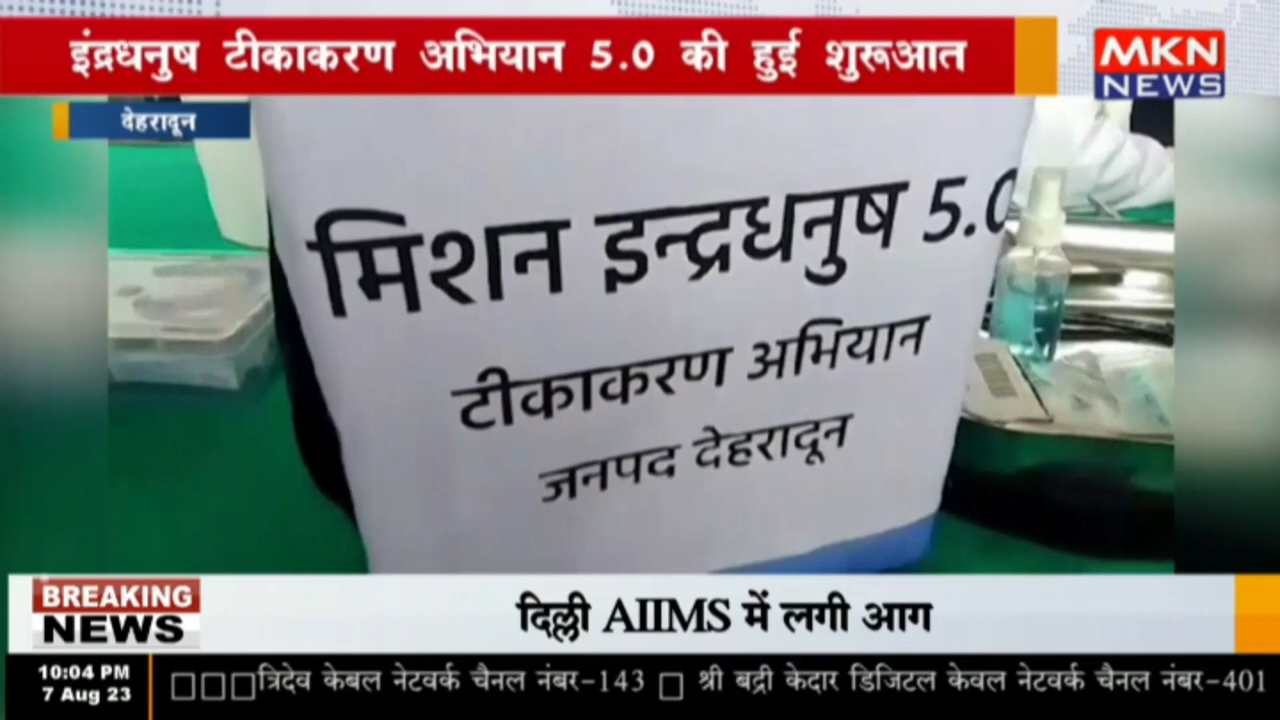 इंद्रधनुष टीकाकरण अभियान 5.0 की हुई शुरूआत
MKN
NEWS
देहरादून
मिशन इन्द्रधनुष 5.0
टीकाकरण अभियान
जनपद देहरादून
BREAKING
NEWS
दिल्ली AIIMS में लगी आग
10:04 PM
7 Aug 23
त्रिदेव केबल नेटवर्क चैनल नंबर-143 श्री बद्री केदार डिजिटल केवल नेटवर्क चैनल नंबर-401